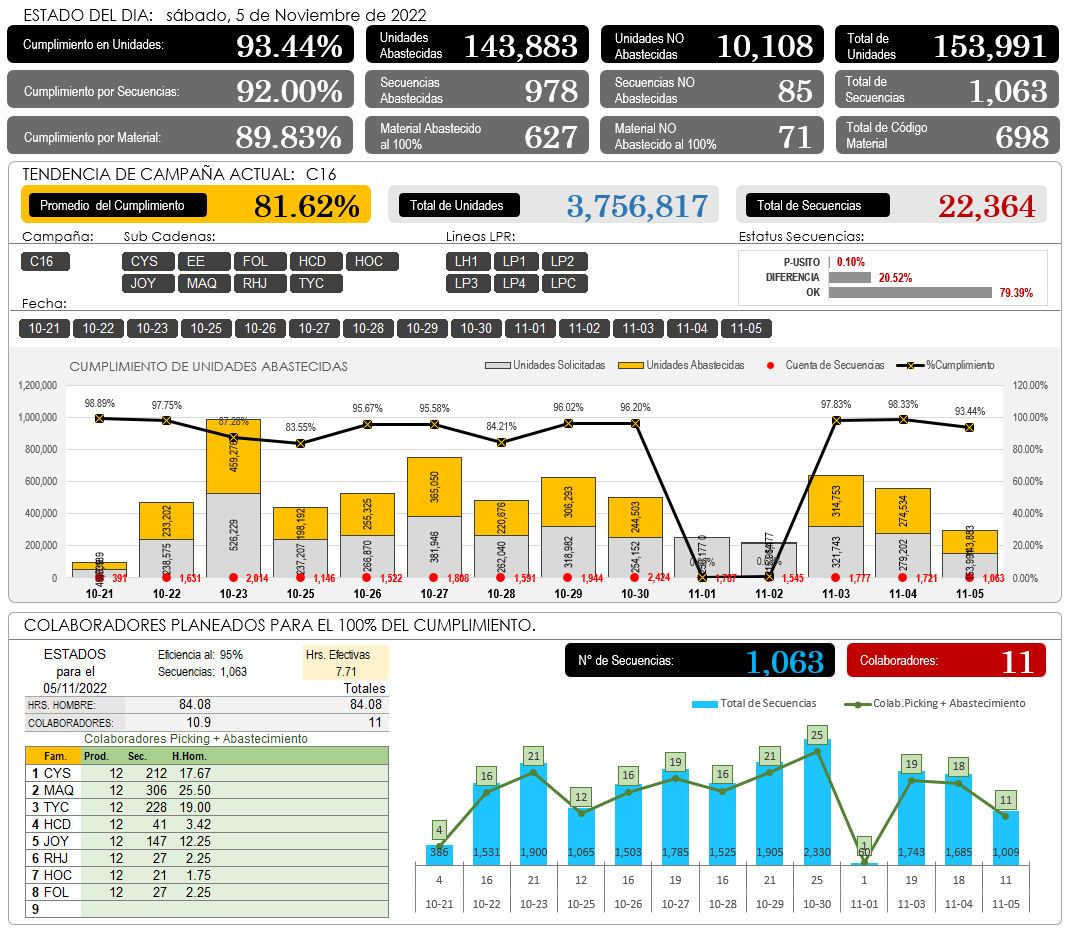 ESTADO DEL DIA: sábado, 5 de Noviembre de 2022
Cumplimiento en Unidades: 93.44%
Unidades Abastecidas 143,883
Unidades NO Abastecidas 10,108
Total de Unidades 153,991
Cumplimiento por Secuencias: 92.00%
Secuencias Abastecidas 978
Secuencias NO Abastecidas 85
Total de Secuencias 1,063
Cumplimiento por Material: 89.83%
Material Abastecido al 100% 627
Material NO Abastecido al 100% 71
Total de Código Material 698
TENDENCIA DE CAMPAÑA ACTUAL: C16
Promedio del Cumplimiento 81.62%
Total de Unidades 3,756,817
Total de Secuencias 22,364
Campaña: Sub Cadenas: Lineas LPR: Estatus Secuencias:
C16 CYS EE FOL HCD HOC LH1 LP1 LP2
JOY MAQ RHJ TYC LP3 LP4 LPC
P-USITO 0.10%
DIFERENCIA 20.52%
OK 79.39%
Fecha:
10-21 10-22 10-23 10-25 10-26 10-27 10-28 10-29 10-30 11-01 11-02 11-03 11-04 11-05
CUMPLIMIENTO DE UNIDADES ABASTECIDAS
Unidades Solicitadas Unidades Abastecidas Cuenta de Secuencias %Cumplimiento
1,200,000 120.00%
1,000,000 100.00%
800,000 80.00%
600,000 60.00%
400,000 40.00%
200,000 20.00%
0 0.00%
98.89% 97.75% 87.28% 83.55% 95.67% 95.58% 84.21% 96.02% 96.20% 97.83% 98.33% 93.44%
233,202 198,192 255,325 365,050 220,676 306,293 244,503 314,753 274,534 143,883
238,575 526,229 237,207 266,870 381,946 262,040 318,982 254,152 321,743 279,202 153,991
391 1,631 2,014 1,146 1,522 1,808 1,591 1,944 2,424 1,707 1,545 1,777 1,721 1,063
10-21 10-22 10-23 10-25 10-26 10-27 10-28 10-29 10-30 11-01 11-02 11-03 11-04 11-05
COLABORADORES PLANEADOS PARA EL 100% DEL CUMPLIMIENTO.
ESTADOS para el 05/11/2022
Eficiencia al: 95%
Secuencias: 1,063
Hrs. Efectivas
7.71
Totales
HRS. HOMBRE: 84.08 84.08
COLABORADORES: 10.9 11
Colaboradores Picking + Abastecimiento
Fam. Prod. Sec. H.Hom.
1 CYS 12 212 17.67
2 MAQ 12 306 25.50
3 TYC 12 228 19.00
4 HCD 12 41 3.42
5 JOY 12 147 12.25
6 RHJ 12 27 2.25
7 HOC 12 21 1.75
8 FOL 12 27 2.25
9
N° de Secuencias: 1,063
Colaboradores: 11
Total de Secuencias Colab.Picking + Abastecimiento
4 16 21 12 16 19 16 21 25 1 19 18 11
386 1,531 1,900 1,065 1,503 1,785 1,525 1,905 2,330 60 1,743 1,685 1,009
4 16 21 12 16 19 16 21 25 1 19 18 11
10-21 10-22 10-23 10-25 10-26 10-27 10-28 10-29 10-30 11-01 11-03 11-04 11-05